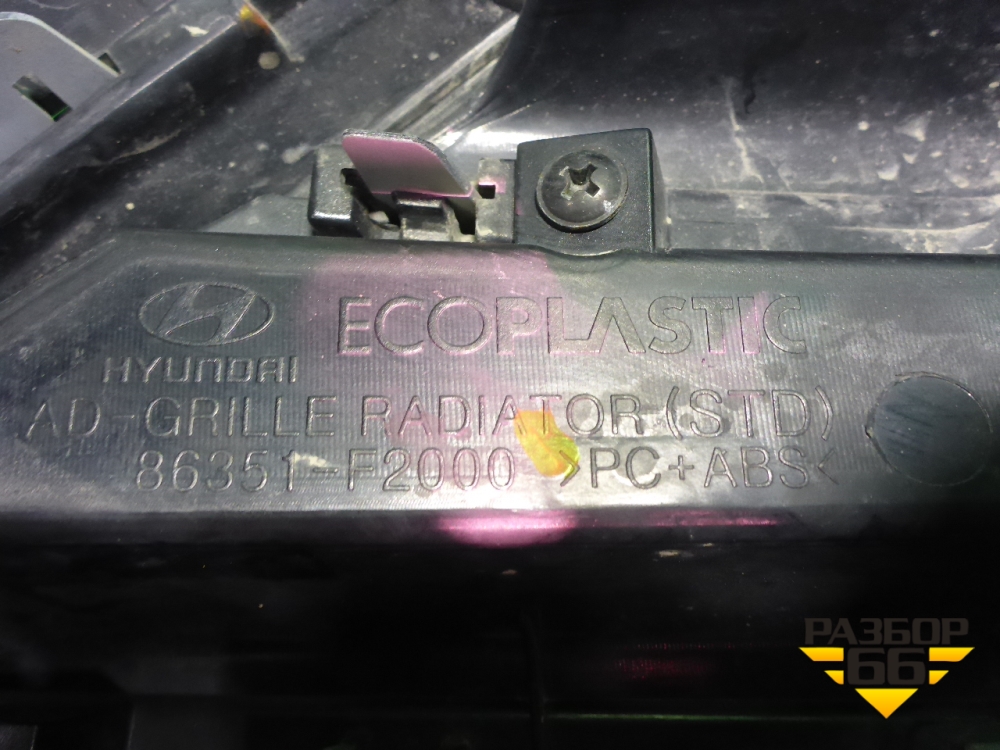 ECOPLASTIC
HYUNDAI
AD-GRILLE RADIATOR (STD)
86351-F2000 >PC+ABS<
РАЗБОР
66